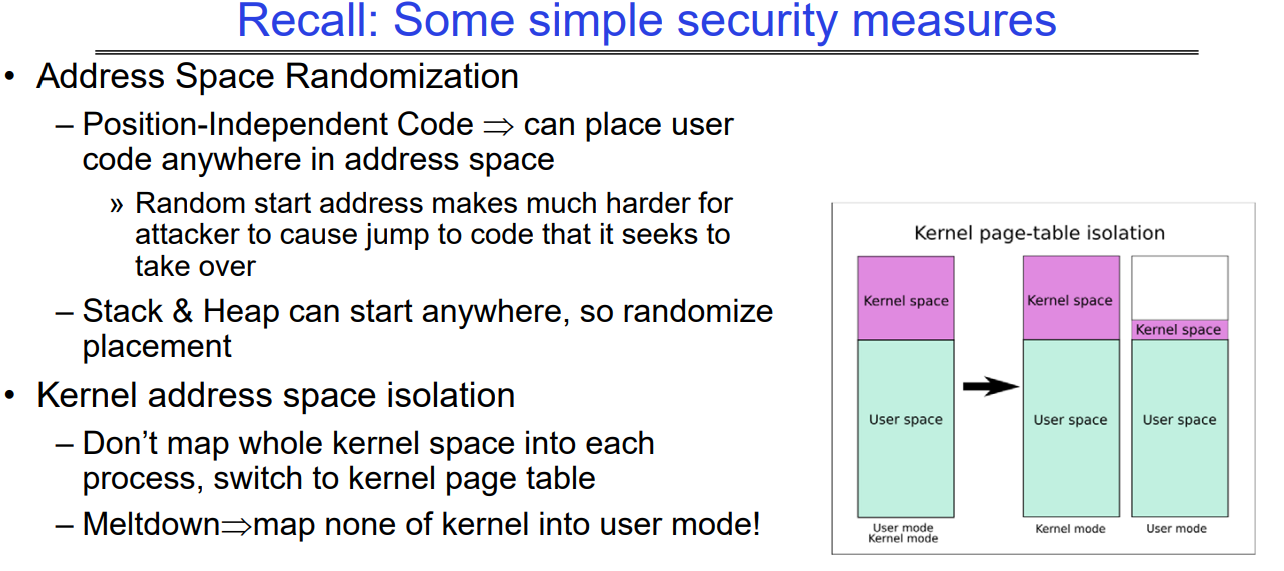 Recall: Some simple security measures
• Address Space Randomization
– Position-Independent Code ⇒ can place user
code anywhere in address space
» Random start address makes much harder for
attacker to cause jump to code that it seeks to
take over
– Stack & Heap can start anywhere, so randomize
placement
• Kernel address space isolation
– Don’t map whole kernel space into each
process, switch to kernel page table
– Meltdown⇒map none of kernel into user mode!
Kernel page-table isolation
Kernel space
User space
User mode
Kernel mode
Kernel space
User space
Kernel mode
Kernel space
User space
User mode